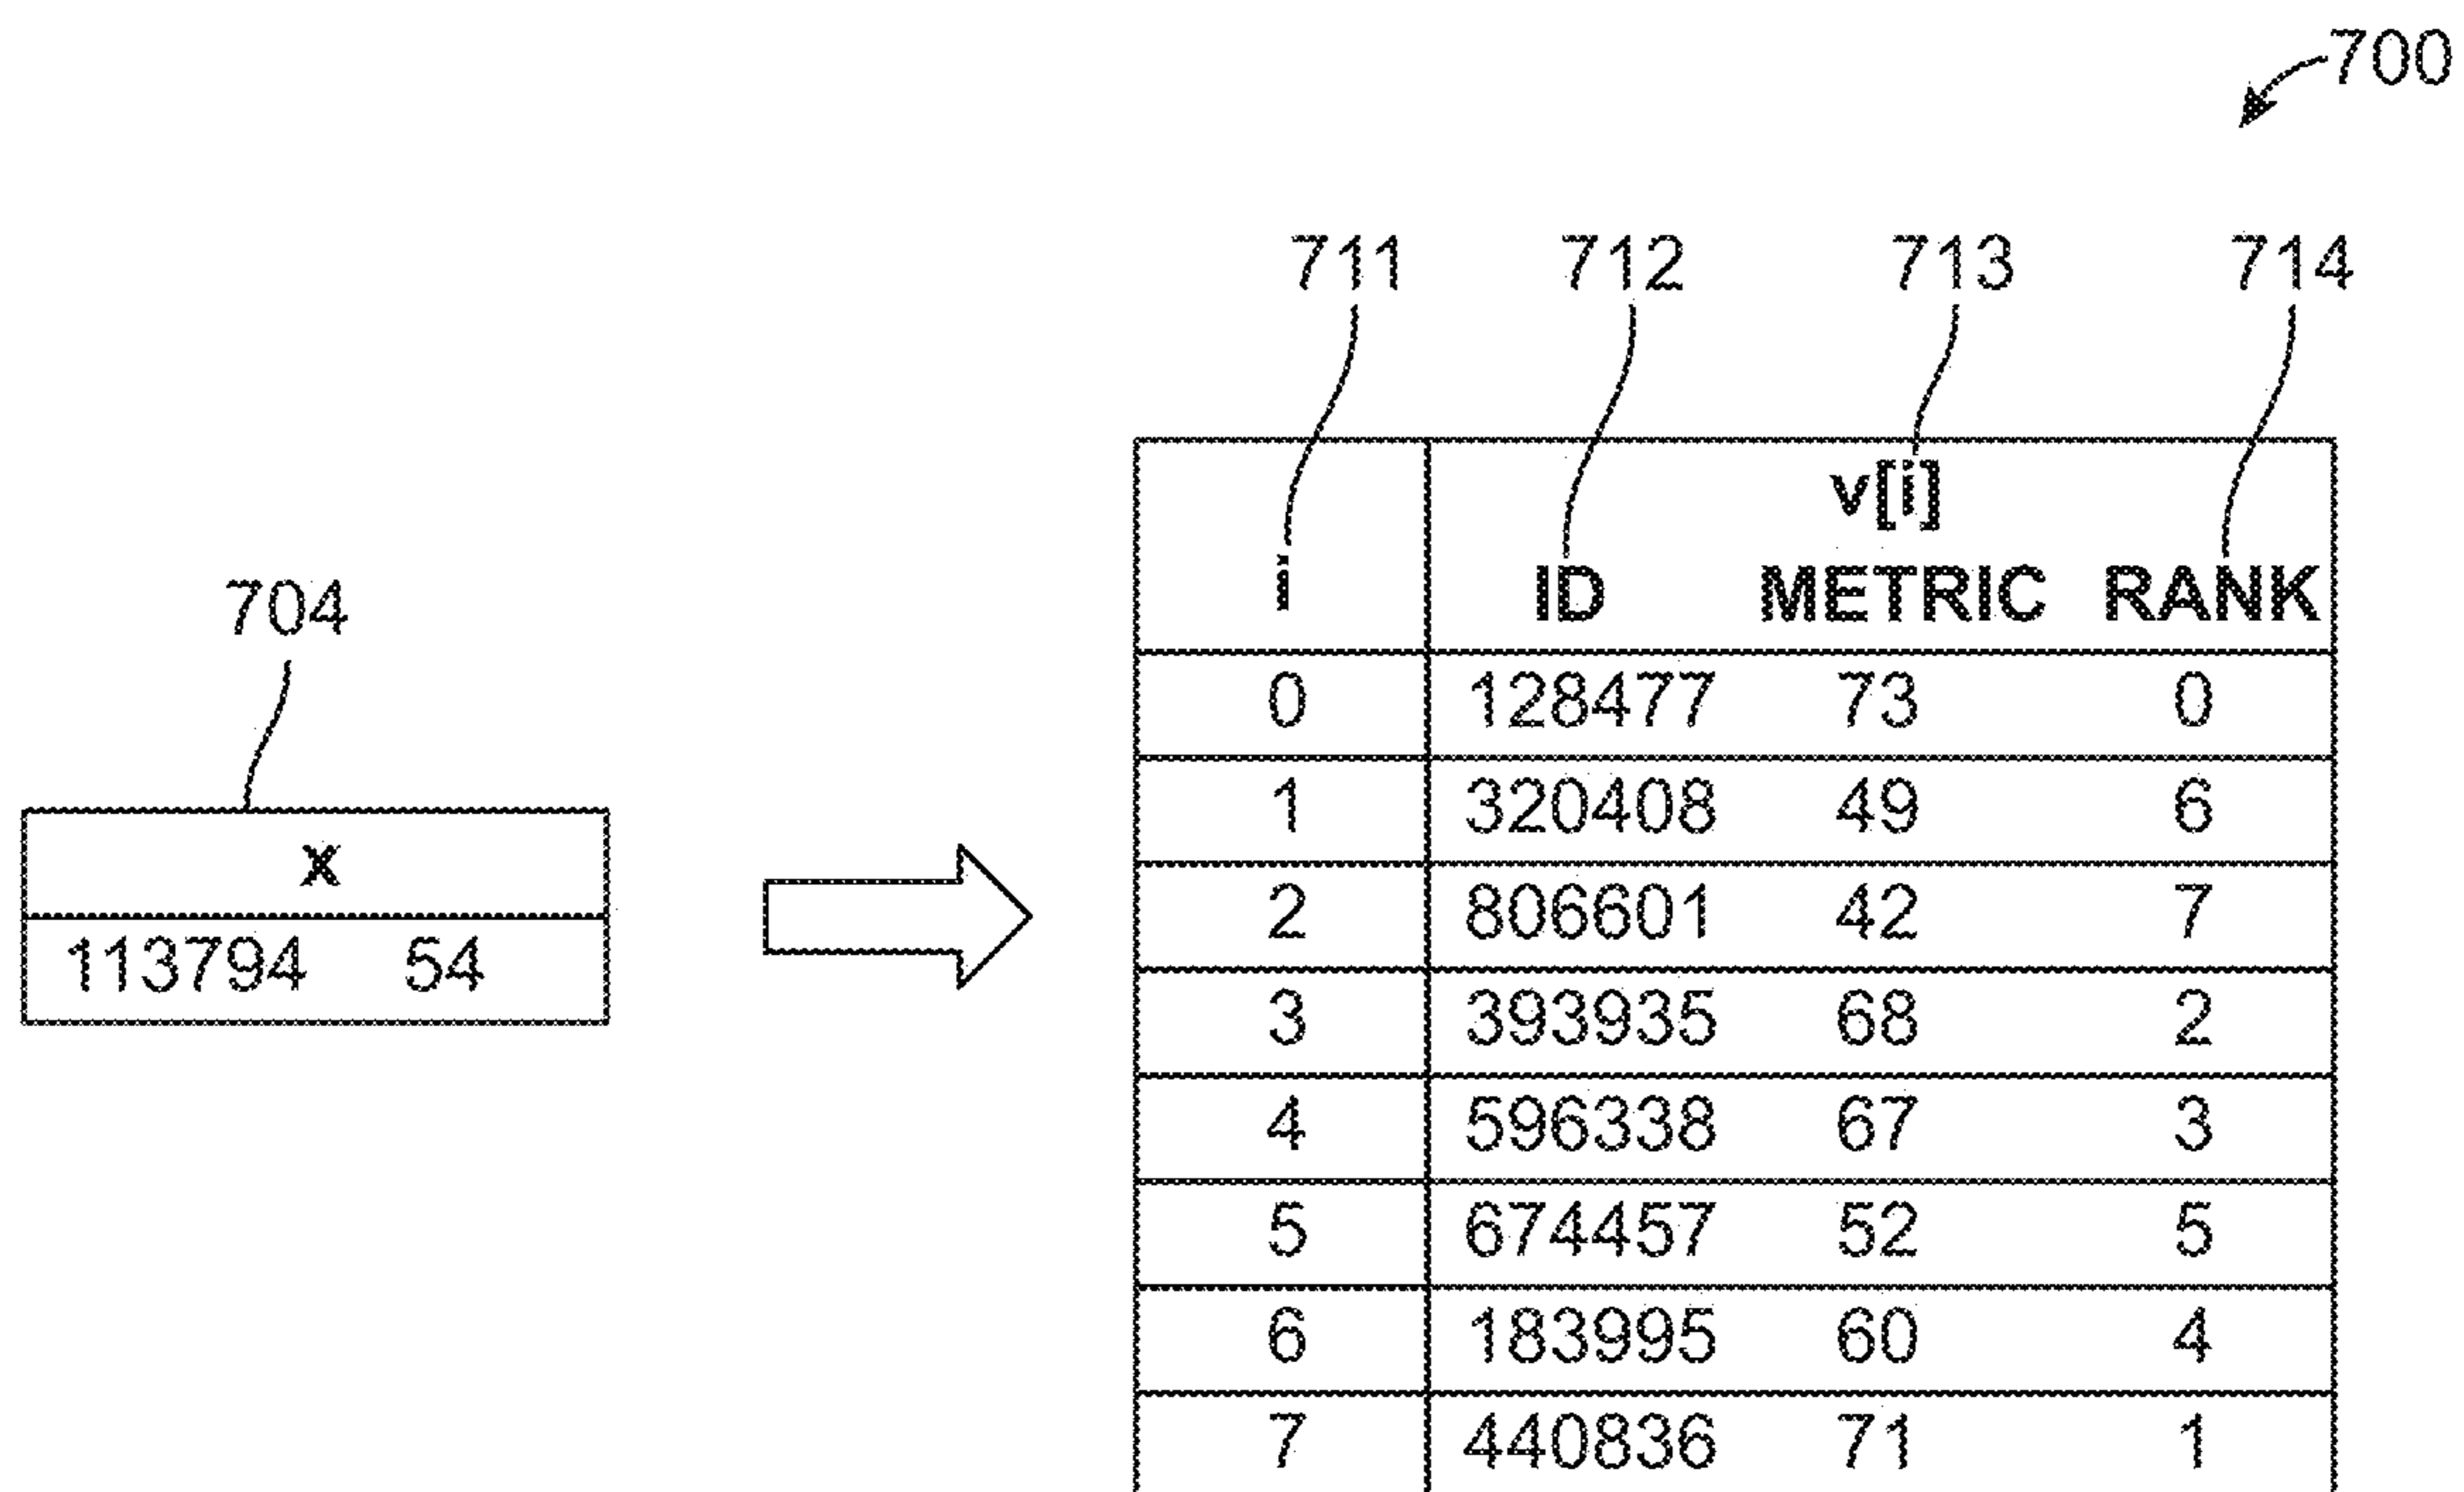 700
711 712 713 714
v[i]
i ID METRIC RANK
704
x
113794 54
0 128477 73 0
1 320408 49 6
2 806601 42 7
3 393935 68 2
4 596338 67 3
5 674457 52 5
6 183995 60 4
7 440836 71 1